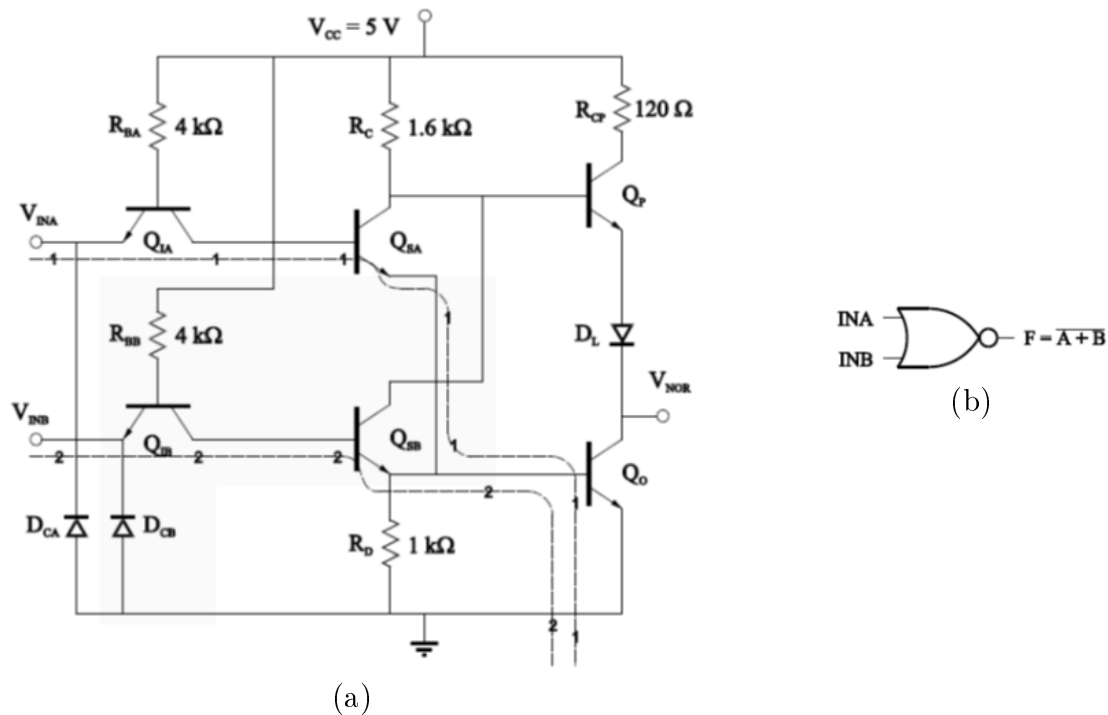 V_CC = 5 V
R_BA 4 kΩ
R_C 1.6 kΩ
R_CP 120 Ω
Q_P
V_INA
Q_IA
Q_SA
1 1 1
1
R_BB 4 kΩ
D_L
INA
INB
F = \overline{A + B}
(b)
V_NOR
V_INB
Q_IB
Q_SB
1
2 2 2
2
Q_O
1
D_CA
D_CB
R_D 1 kΩ
2
1
(a)